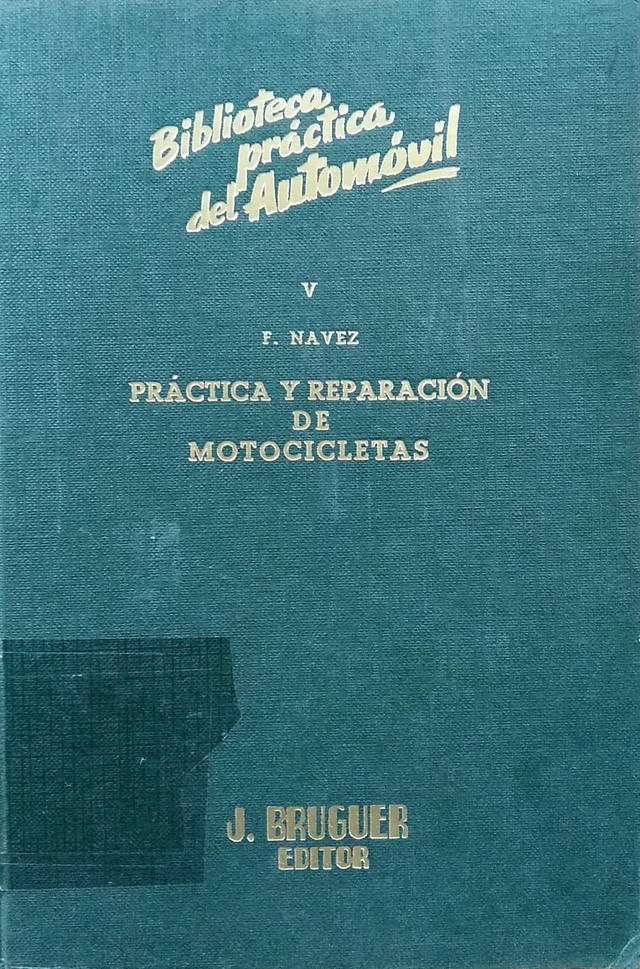 Biblioteca
práctica
del Automóvil
V
F. NAVEZ
PRÁCTICA Y REPARACIÓN
DE
MOTOCICLETAS
J. BRUGUER
EDITOR